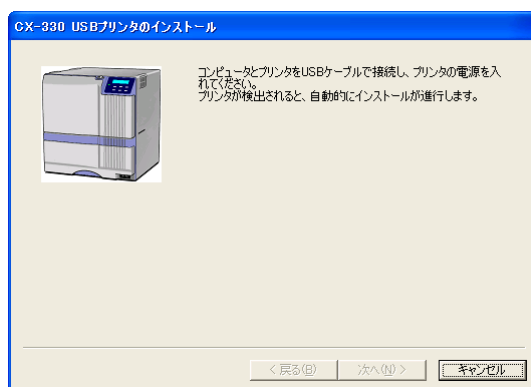 CX-330 USBプリンタのインストール
コンピュータとプリンタをUSBケーブルで接続し、プリンタの電源を入
れてください。
プリンタが検出されると、自動的にインストールが進行します。
< 戻る(B) 次へ(N) > キャンセル